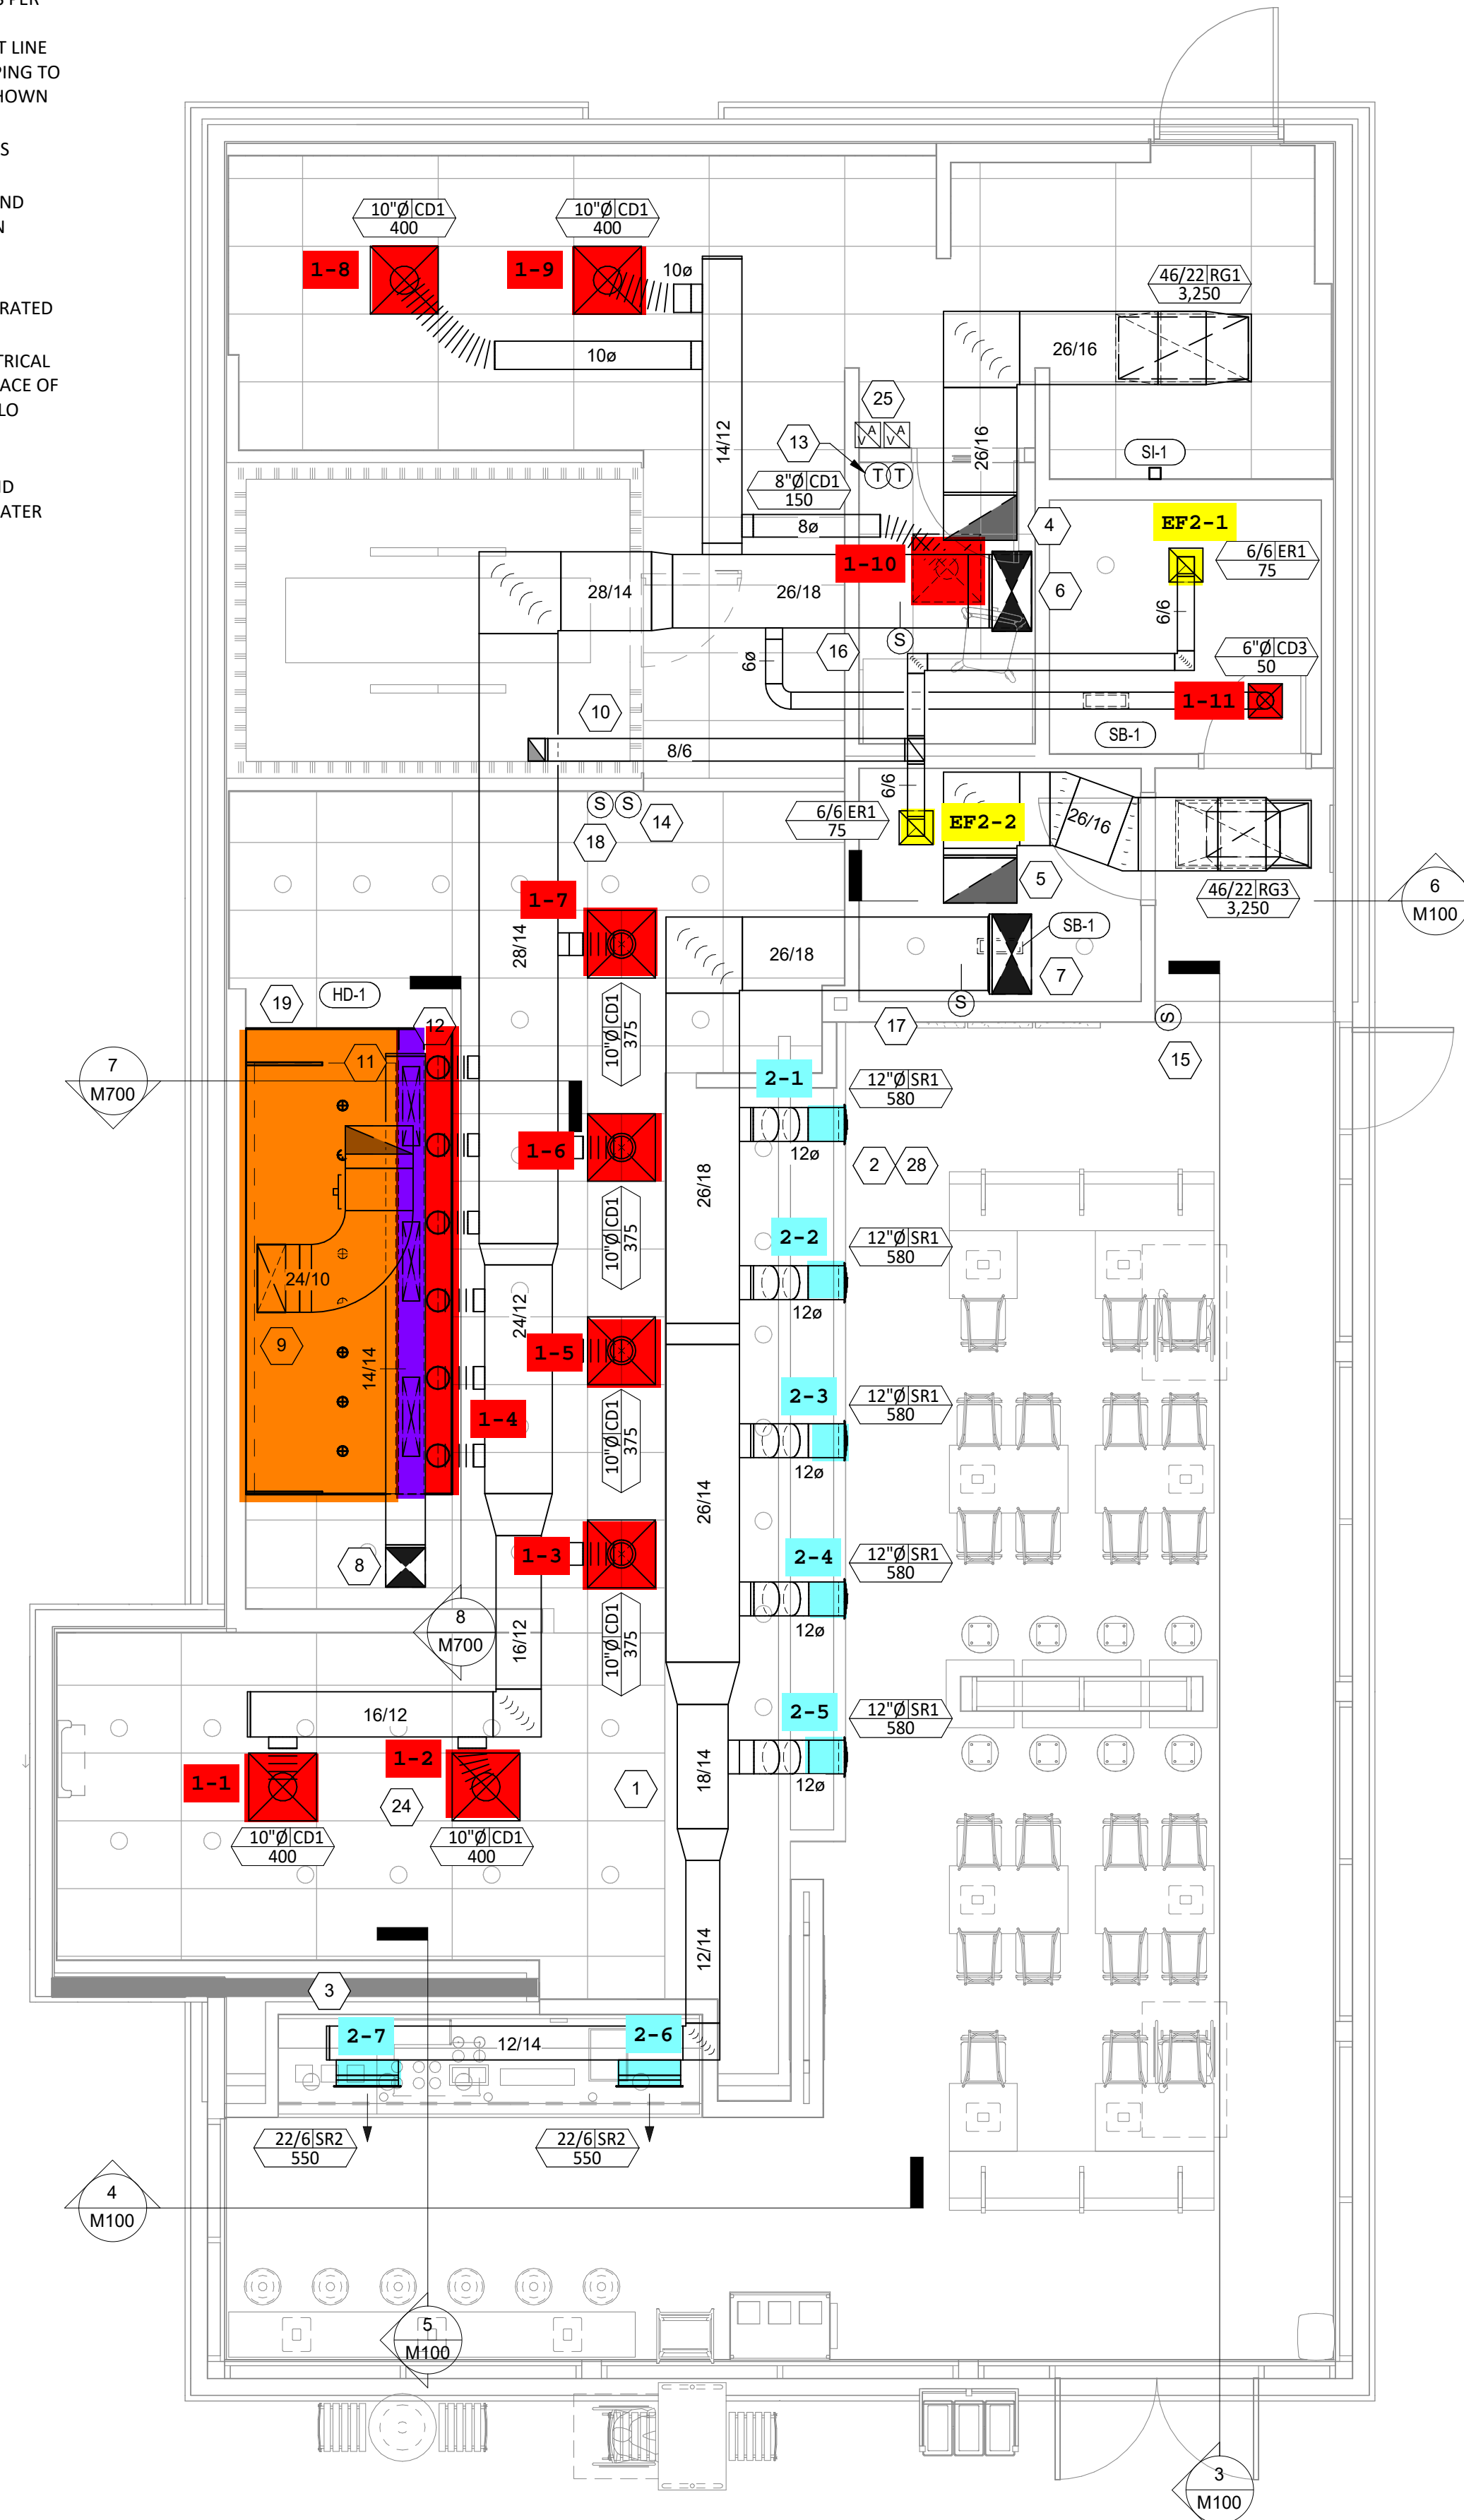 S PER
T LINE
PING TO
HOWN
S
ND
N
RATED
TRICAL
ACE OF
LO
ND
ATER
10"Ø CD1
400
10"Ø CD1
400
1-8
1-9
10ø
10ø
46/22 RG1
3,250
26/16
14/12
25
A V
A V
13
T T
26/16
SI-1
8"Ø CD1
150
8ø
4
EF2-1
6/6 ER1
75
1-10
28/14
26/18
6
6/6
S
16
6ø
6"Ø CD3
50
1-11
10
SB-1
8/6
6/6
S S
14
18
6/6 ER1
75
EF2-2
26/16
5
46/22 RG3
3,250
6
M100
1-7
28/14
26/18
SB-1
7
S
19
HD-1
10"Ø CD1
375
12
17
S
15
11
7
M700
2-1
12"Ø SR1
580
12ø
1-6
26/18
2
28
10"Ø CD1
375
2-2
12"Ø SR1
580
12ø
24/10
24/12
9
14/14
1-5
2-3
12"Ø SR1
580
12ø
1-4
10"Ø CD1
375
26/14
8
1-3
2-4
12"Ø SR1
580
12ø
8
M700
16/12
10"Ø CD1
375
16/12
2-5
12"Ø SR1
580
12ø
1-1
1-2
24
1
18/14
10"Ø CD1
400
10"Ø CD1
400
12/14
3
2-7
12/14
2-6
22/6 SR2
550
22/6 SR2
550
4
M100
5
M100
3
M100